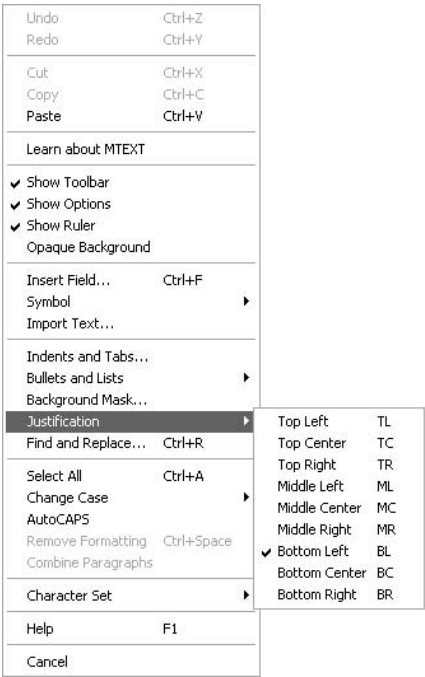 Undo Ctrl+Z
Redo Ctrl+Y
Cut Ctrl+X
Copy Ctrl+C
Paste Ctrl+V
Learn about MTEXT
Show Toolbar
Show Options
Show Ruler
Opaque Background
Insert Field... Ctrl+F
Symbol
Import Text...
Indents and Tabs...
Bullets and Lists
Background Mask...
Justification
Find and Replace... Ctrl+R
Select All Ctrl+A
Change Case
AutoCAPS
Remove Formatting Ctrl+Space
Combine Paragraphs
Character Set
Help F1
Cancel
Top Left TL
Top Center TC
Top Right TR
Middle Left ML
Middle Center MC
Middle Right MR
Bottom Left BL
Bottom Center BC
Bottom Right BR